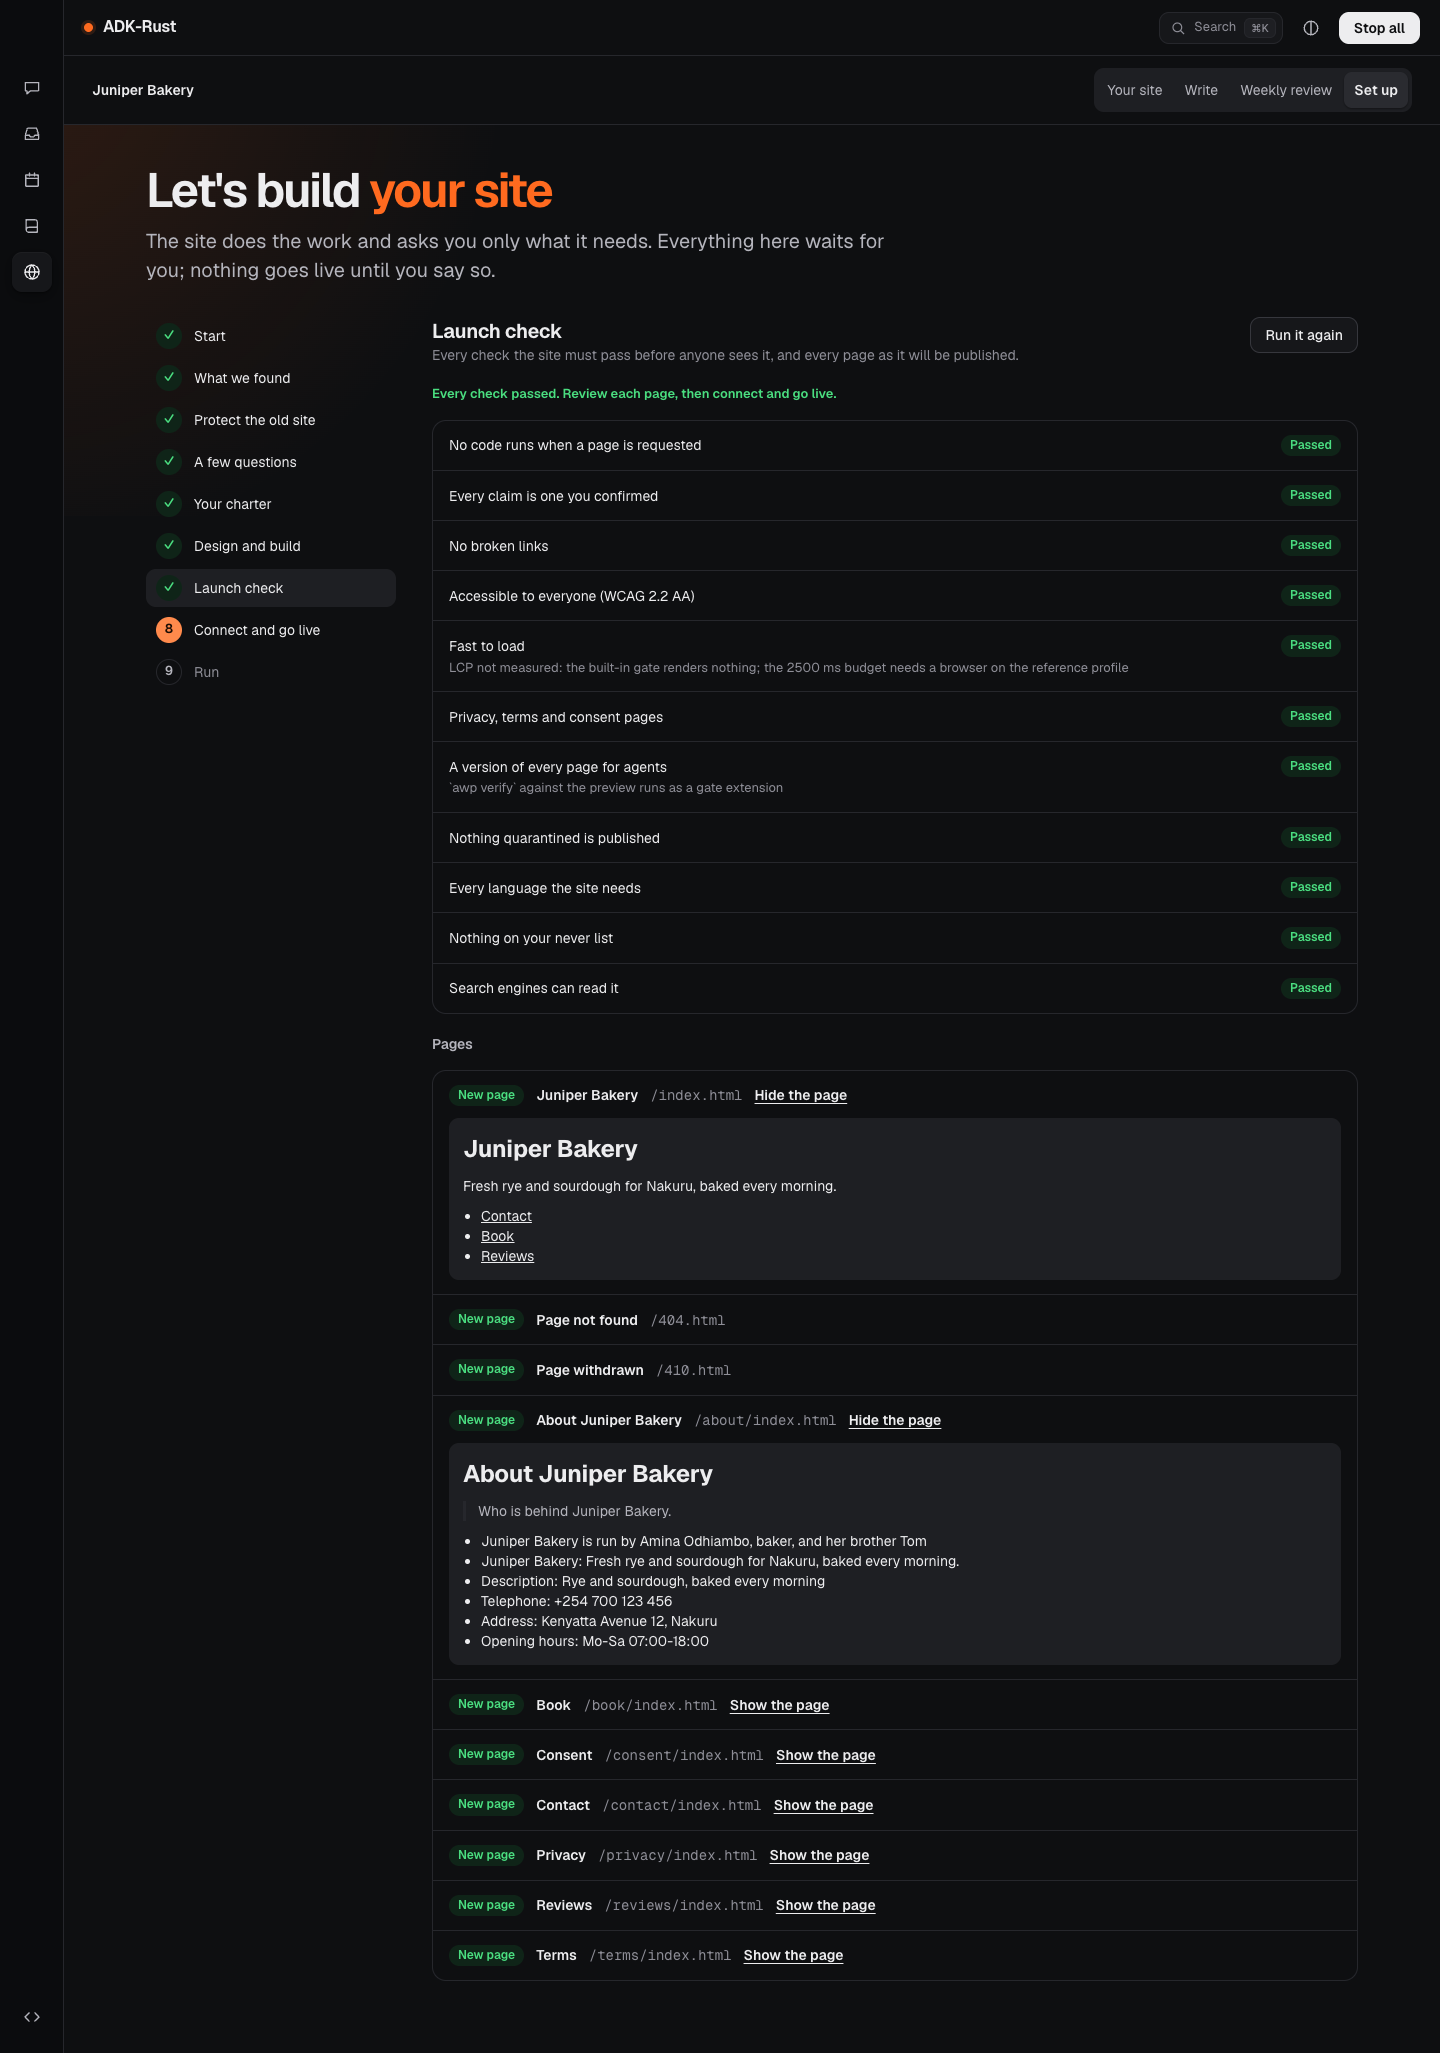 ADK-Rust
Search ⌘K
Stop all
Juniper Bakery
Your site
Write
Weekly review
Set up
Let's build your site
The site does the work and asks you only what it needs. Everything here waits for
you; nothing goes live until you say so.
Start
What we found
Protect the old site
A few questions
Your charter
Design and build
Launch check
8 Connect and go live
9 Run
Launch check
Run it again
Every check the site must pass before anyone sees it, and every page as it will be published.
Every check passed. Review each page, then connect and go live.
No code runs when a page is requested Passed
Every claim is one you confirmed Passed
No broken links Passed
Accessible to everyone (WCAG 2.2 AA) Passed
Fast to load Passed
LCP not measured: the built-in gate renders nothing; the 2500 ms budget needs a browser on the reference profile
Privacy, terms and consent pages Passed
A version of every page for agents Passed
`awp verify` against the preview runs as a gate extension
Nothing quarantined is published Passed
Every language the site needs Passed
Nothing on your never list Passed
Search engines can read it Passed
Pages
New page Juniper Bakery /index.html Hide the page
Juniper Bakery
Fresh rye and sourdough for Nakuru, baked every morning.
• Contact
• Book
• Reviews
New page Page not found /404.html
New page Page withdrawn /410.html
New page About Juniper Bakery /about/index.html Hide the page
About Juniper Bakery
Who is behind Juniper Bakery.
• Juniper Bakery is run by Amina Odhiambo, baker, and her brother Tom
• Juniper Bakery: Fresh rye and sourdough for Nakuru, baked every morning.
• Description: Rye and sourdough, baked every morning
• Telephone: +254 700 123 456
• Address: Kenyatta Avenue 12, Nakuru
• Opening hours: Mo-Sa 07:00-18:00
New page Book /book/index.html Show the page
New page Consent /consent/index.html Show the page
New page Contact /contact/index.html Show the page
New page Privacy /privacy/index.html Show the page
New page Reviews /reviews/index.html Show the page
New page Terms /terms/index.html Show the page